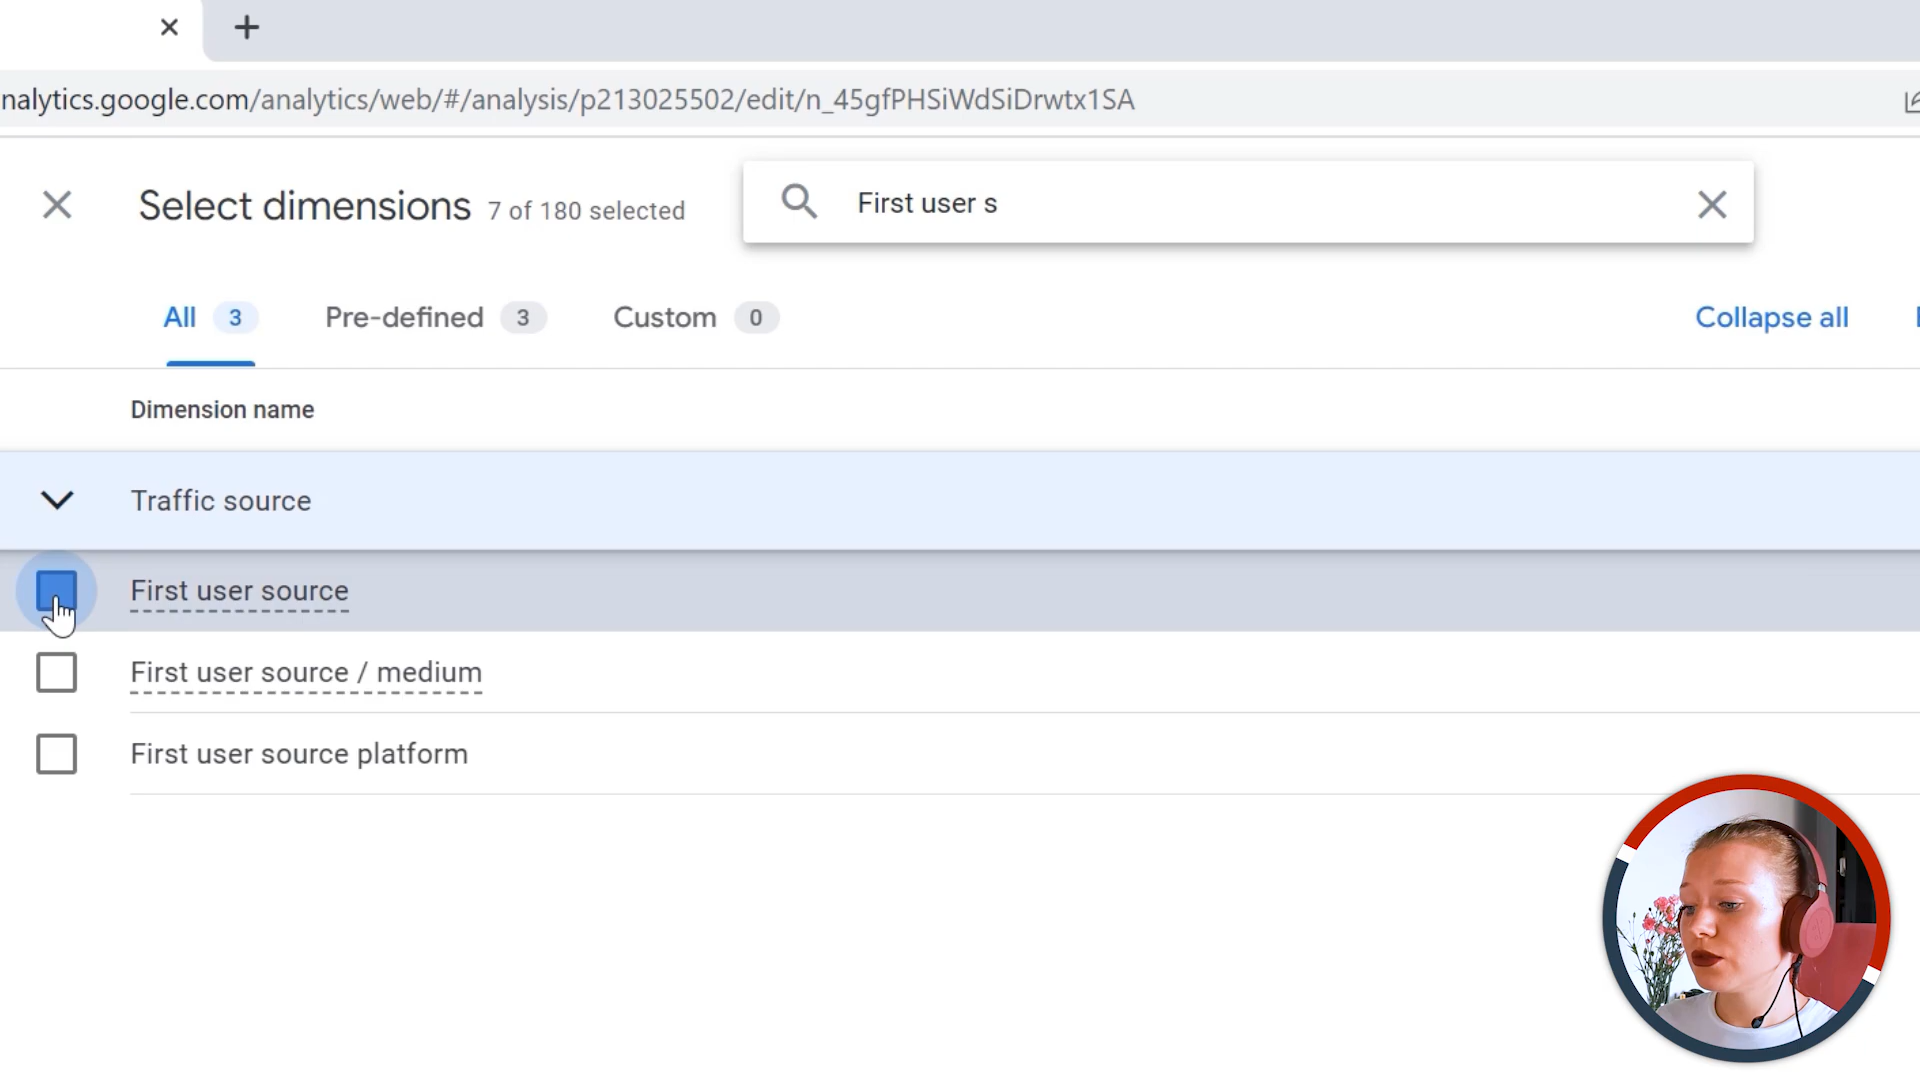 nalytics.google.com/analytics/web/#/analysis/p213025502/edit/n_45gfPHSiWdSiDrwtx1SA
Select dimensions 7 of 180 selected
First user s
All 3 Pre-defined 3 Custom 0 Collapse all
Dimension name
Traffic source
First user source
First user source / medium
First user source platform